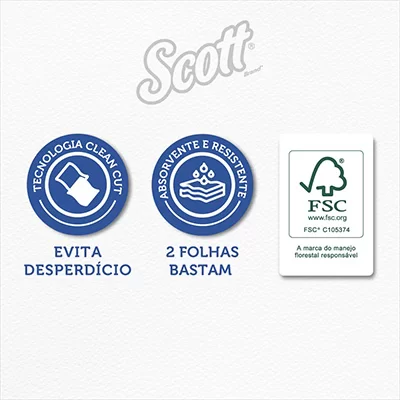 Scott®
Brand
TECNOLOGIA CLEAN CUT
ABSORVENTE E RESISTENTE
EVITA
DESPERDÍCIO
2 FOLHAS
BASTAM
FSC
www.fsc.org
FSC® C105374
A marca do manejo
florestal responsável